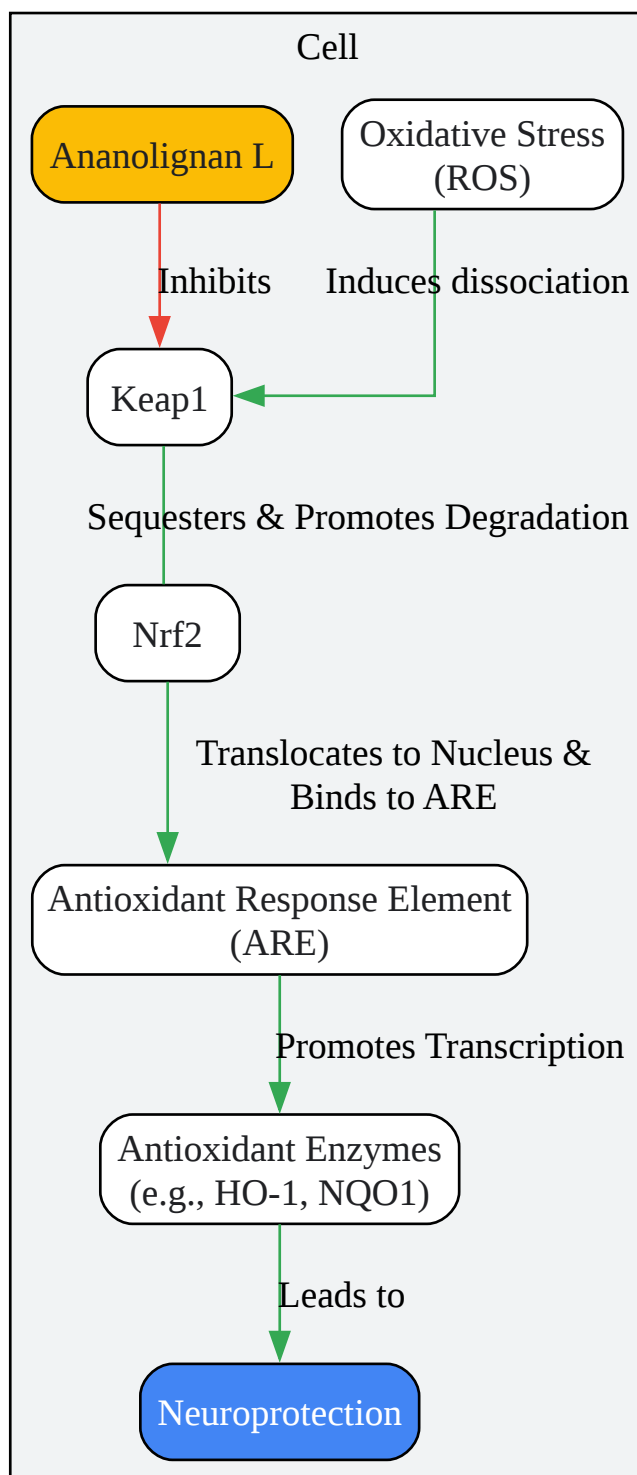 Cell
Ananolignan L
Oxidative Stress
(ROS)
Inhibits
Induces dissociation
Keap1
Sequesters & Promotes Degradation
Nrf2
Translocates to Nucleus &
Binds to ARE
Antioxidant Response Element
(ARE)
Promotes Transcription
Antioxidant Enzymes
(e.g., HO-1, NQO1)
Leads to
Neuroprotection